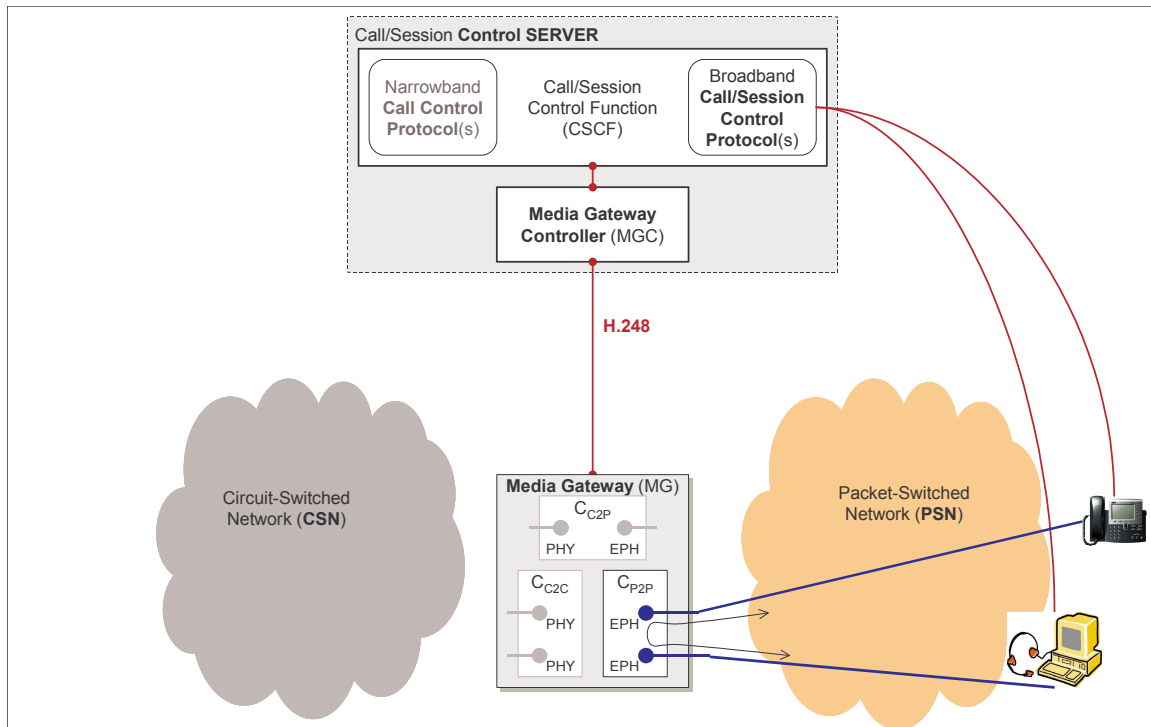 Call/Session Control SERVER
Narrowband
Call Control
Protocol(s)
Call/Session
Control Function
(CSCF)
Broadband
Call/Session
Control
Protocol(s)
Media Gateway
Controller (MGC)
H.248
Circuit-Switched
Network (CSN)
Media Gateway (MG)
CC2P
PHY
EPH
CC2C
PHY
PHY
CP2P
EPH
EPH
Packet-Switched
Network (PSN)